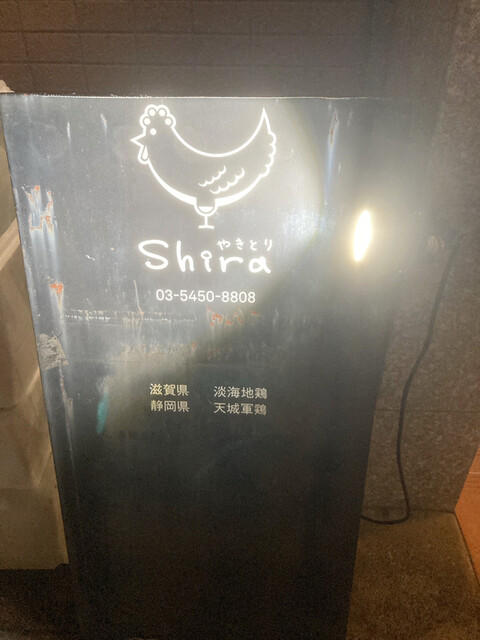 やきとり
Shira
03-5450-8808
滋賀県 淡海地鶏
静岡県 天城軍鶏